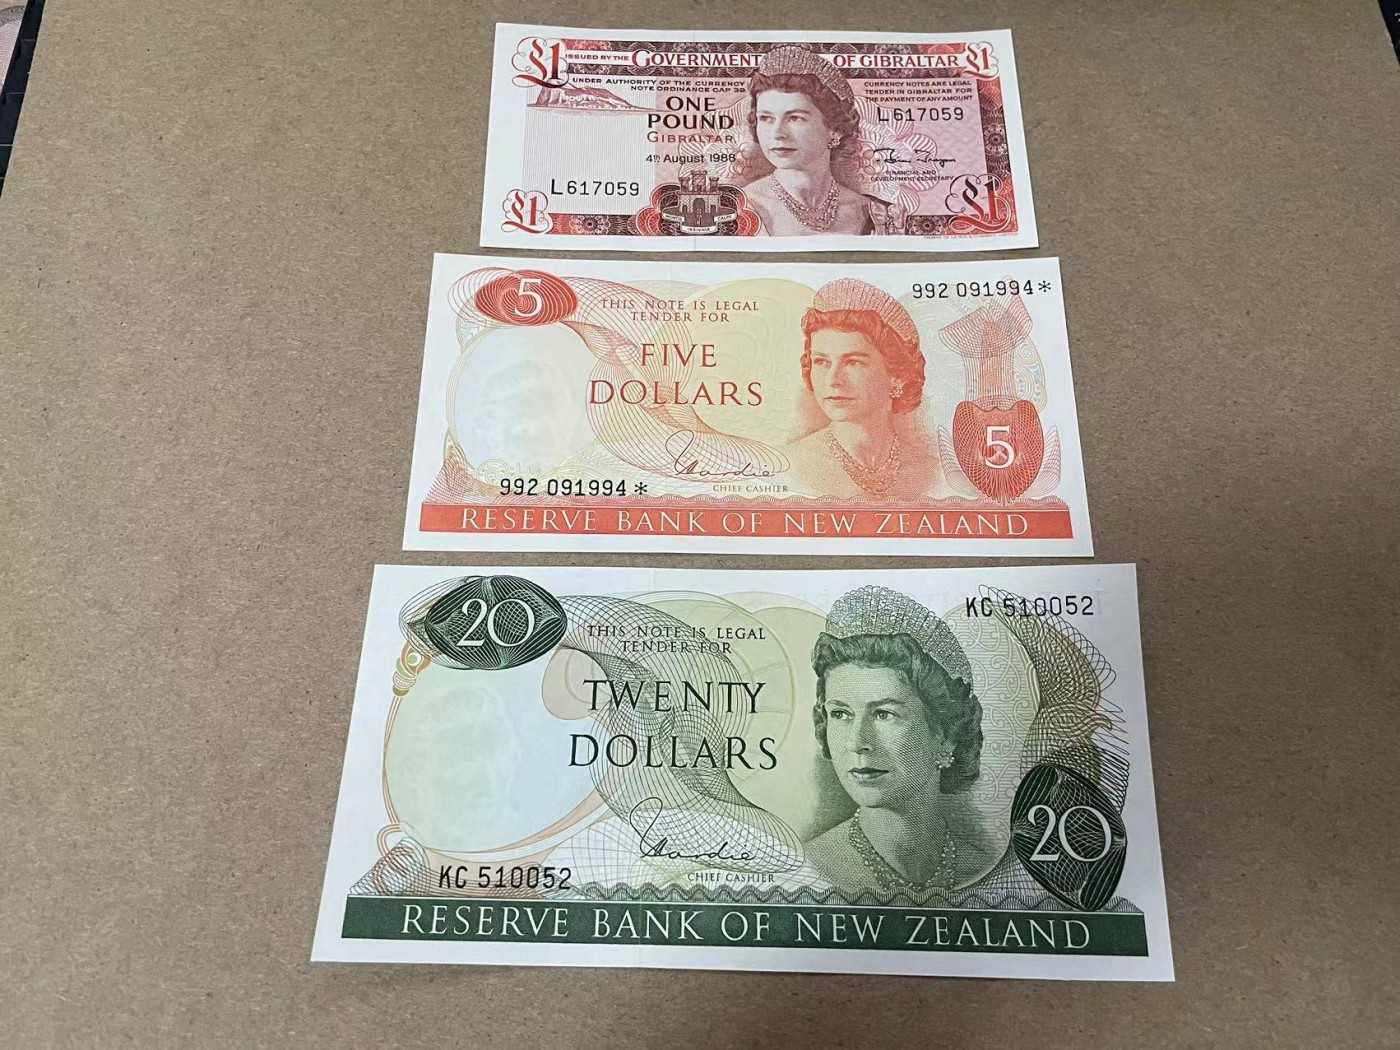 £1 ISSUED BY THE GOVERNMENT OF GIBRALTAR £1
UNDER AUTHORITY OF THE CURRENCY
NOTE ORDINANCE CAP 39
CURRENCY NOTES ARE LEGAL
TENDER IN GIBRALTAR FOR
THE PAYMENT OF ANY AMOUNT
ONE
POUND
GIBRALTAR
4th August 1988
L617059
FINANCIAL AND
DEVELOPMENT SECRETARY
L617059
£1
£1
5
THIS NOTE IS LEGAL
TENDER FOR
992 091994*
FIVE
DOLLARS
5
CHIEF CASHIER
992 091994*
RESERVE BANK OF NEW ZEALAND
20
THIS NOTE IS LEGAL
TENDER FOR
KC 510052
TWENTY
DOLLARS
20
Hardie
CHIEF CASHIER
KC 510052
RESERVE BANK OF NEW ZEALAND